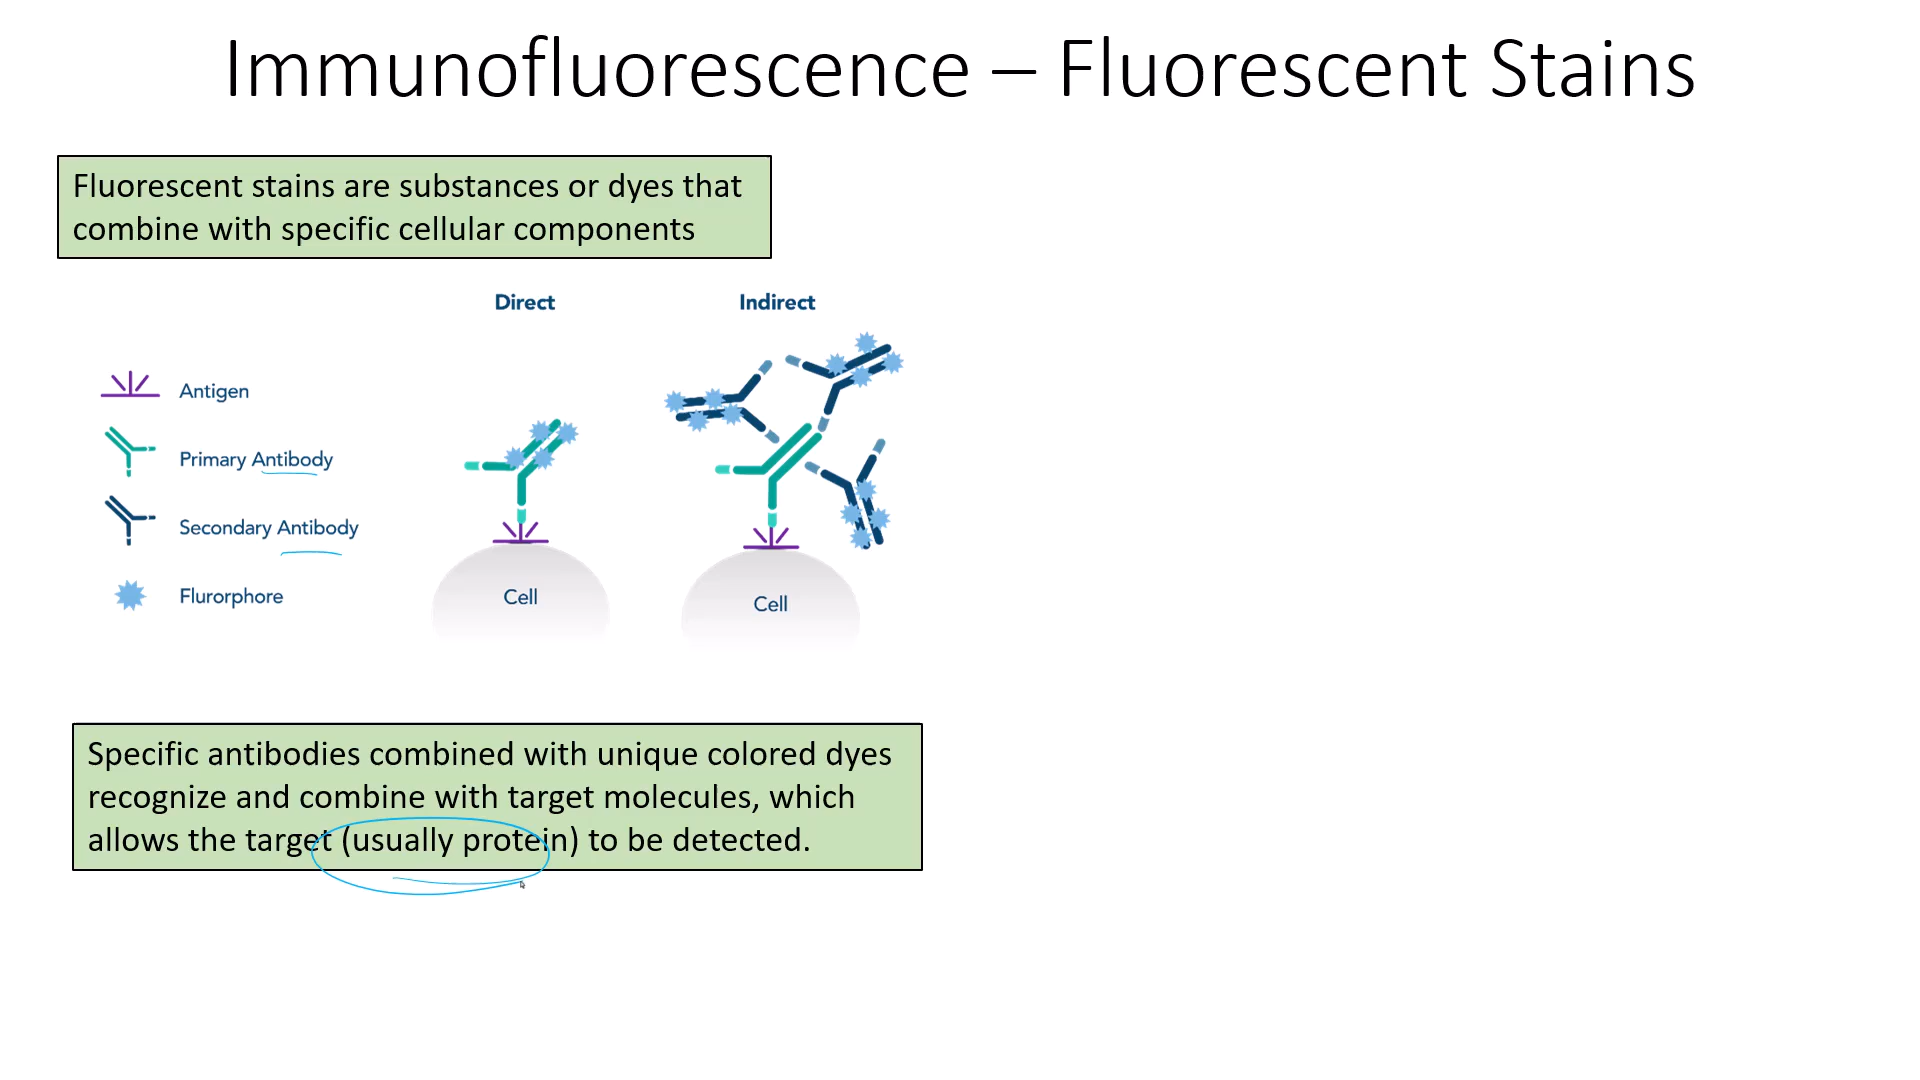 Immunofluorescence – Fluorescent Stains
Fluorescent stains are substances or dyes that
combine with specific cellular components
Direct
Indirect
Antigen
Primary Antibody
Secondary Antibody
Flurorphore
Cell
Cell
Specific antibodies combined with unique colored dyes
recognize and combine with target molecules, which
allows the target (usually protein) to be detected.